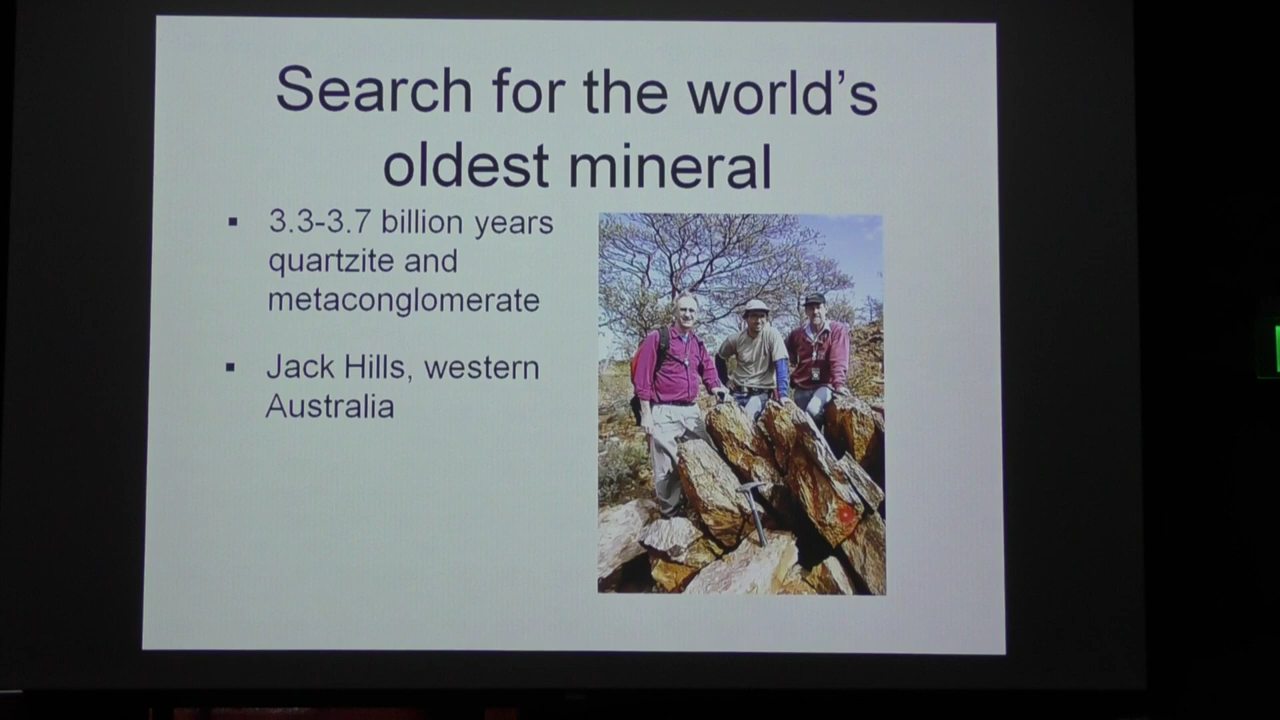 Search for the world’s
oldest mineral
▪ 3.3-3.7 billion years
quartzite and
metaconglomerate
▪ Jack Hills, western
Australia